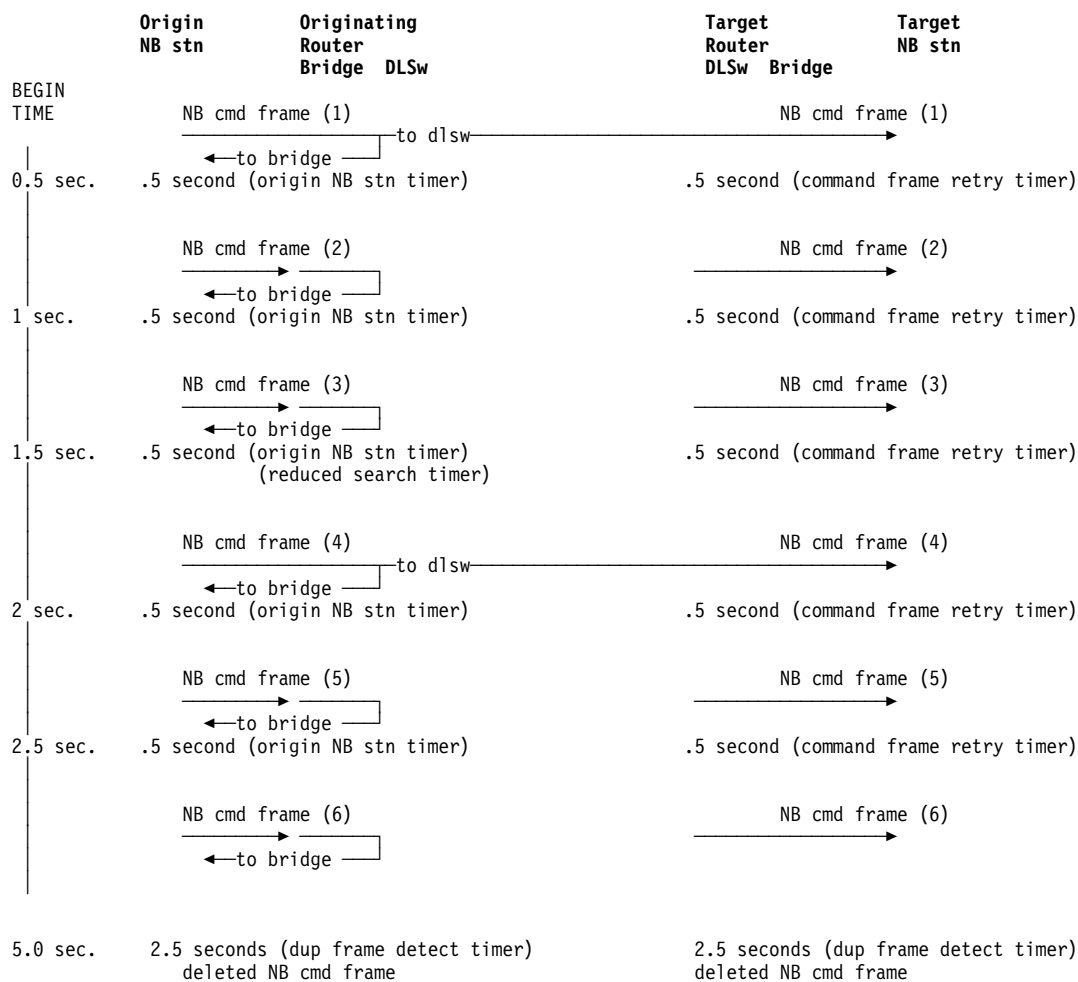 Origin Originating Target Target
NB stn Router Router NB stn
Bridge DLSw DLSw Bridge
BEGIN
TIME NB cmd frame (1) NB cmd frame (1)
to dlsw
to bridge
0.5 sec. .5 second (origin NB stn timer) .5 second (command frame retry timer)
NB cmd frame (2) NB cmd frame (2)
to bridge
1 sec. .5 second (origin NB stn timer) .5 second (command frame retry timer)
NB cmd frame (3) NB cmd frame (3)
to bridge
1.5 sec. .5 second (origin NB stn timer) .5 second (command frame retry timer)
(reduced search timer)
NB cmd frame (4) NB cmd frame (4)
to dlsw
to bridge
2 sec. .5 second (origin NB stn timer) .5 second (command frame retry timer)
NB cmd frame (5) NB cmd frame (5)
to bridge
2.5 sec. .5 second (origin NB stn timer) .5 second (command frame retry timer)
NB cmd frame (6) NB cmd frame (6)
to bridge
5.0 sec. 2.5 seconds (dup frame detect timer) 2.5 seconds (dup frame detect timer)
deleted NB cmd frame deleted NB cmd frame